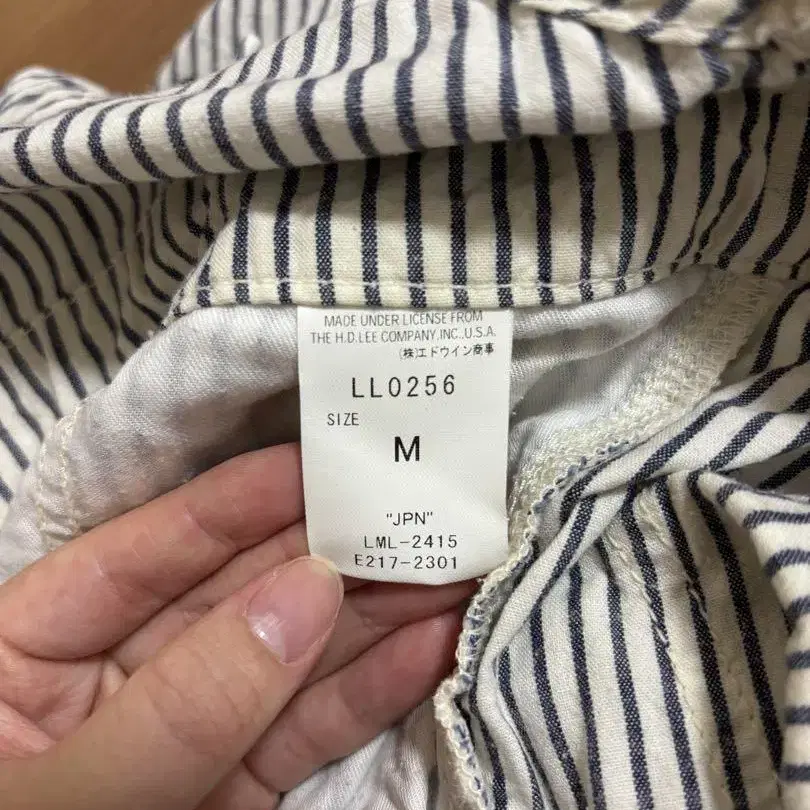 MADE UNDER LICENSE FROM
THE H.D.LEE COMPANY,INC.,U.S.A.
(株)エドウイン商事
LL0256
SIZE
M
"JPN"
LML-2415
E217-2301